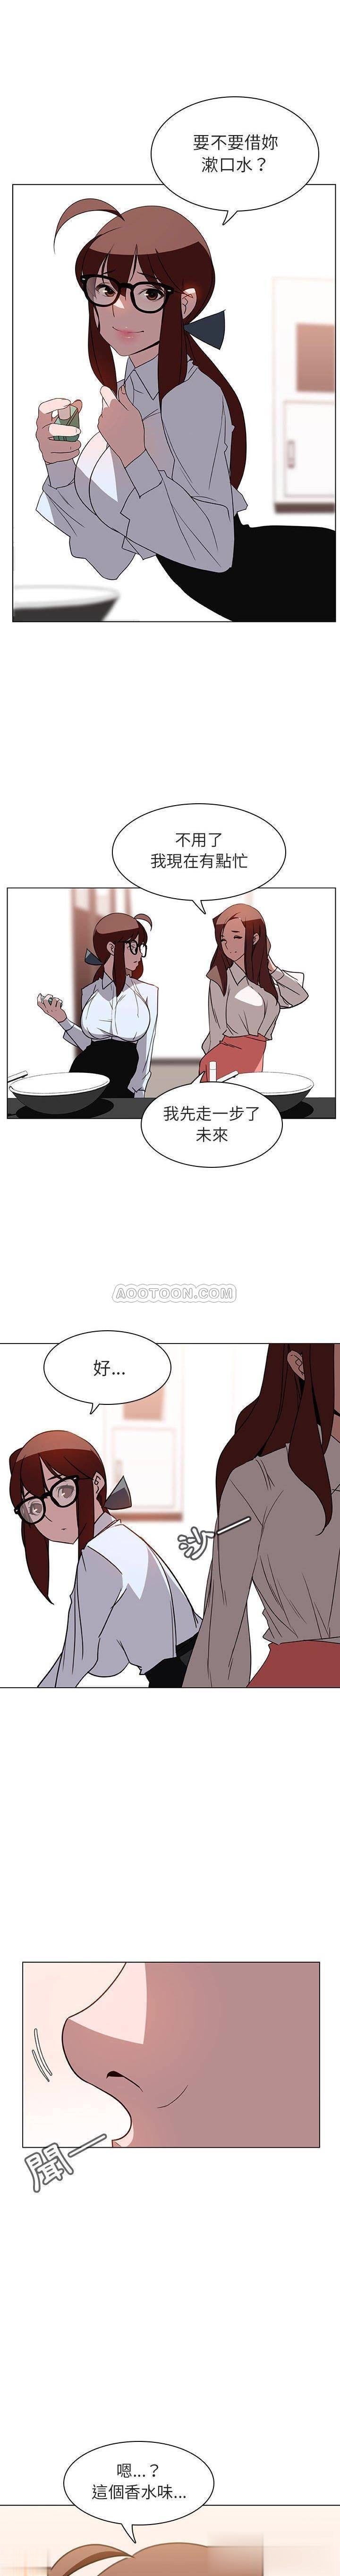 要不要借妳
漱口水？
不用了
我現在有點忙
我先走一步了
未來
AOOTOON.COM
好...
沙一
聞一
嗯...？
這個香水味...